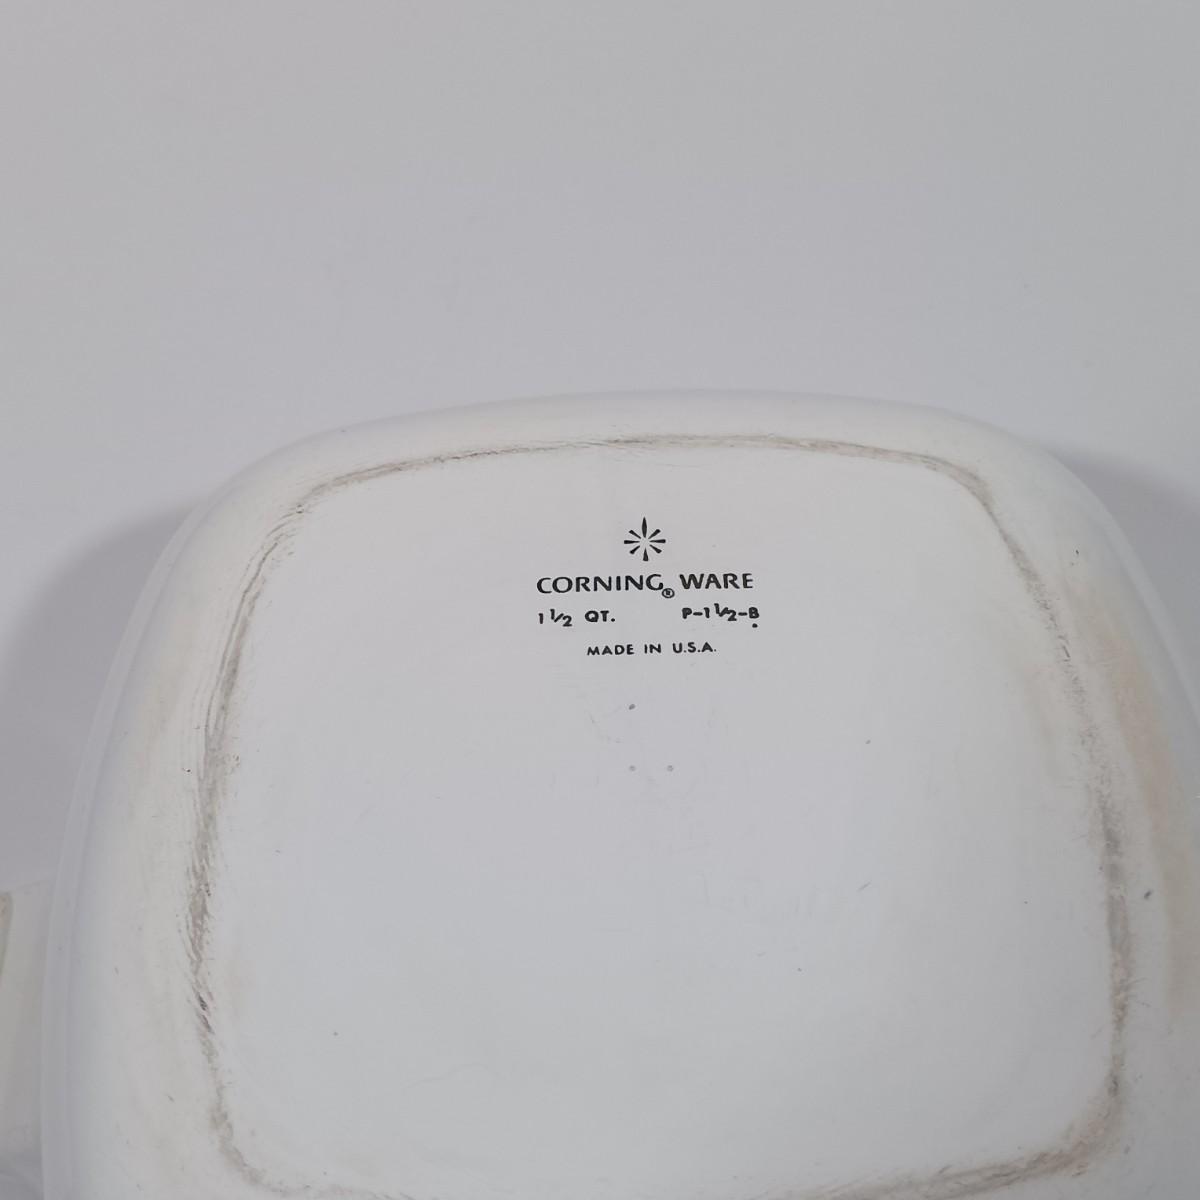 CORNING® WARE
1 1/2 QT. P-1 1/2-B
MADE IN U.S.A.